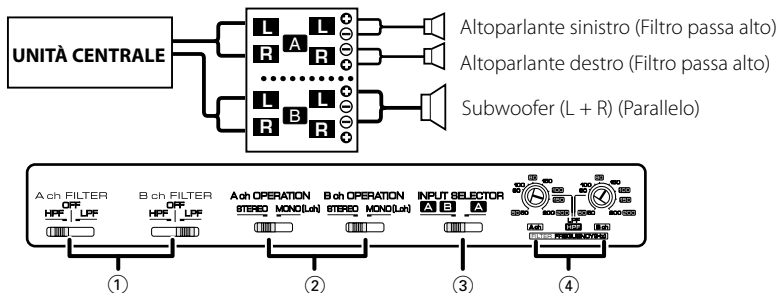 UNITÀ CENTRALE
L A L
R R
L B L
R R
Altoparlante sinistro (Filtro passa alto)
Altoparlante destro (Filtro passa alto)
Subwoofer (L + R) (Parallelo)
A ch FILTER
OFF
HPF LPF
B ch FILTER
OFF
HPF LPF
A ch OPERATION
STEREO MONO(Lch)
B ch OPERATION
STEREO MONO(Lch)
INPUT SELECTOR
A B A
LPF
HPF
A ch B ch
FILTER FREQUENCY(Hz)
① ② ③ ④